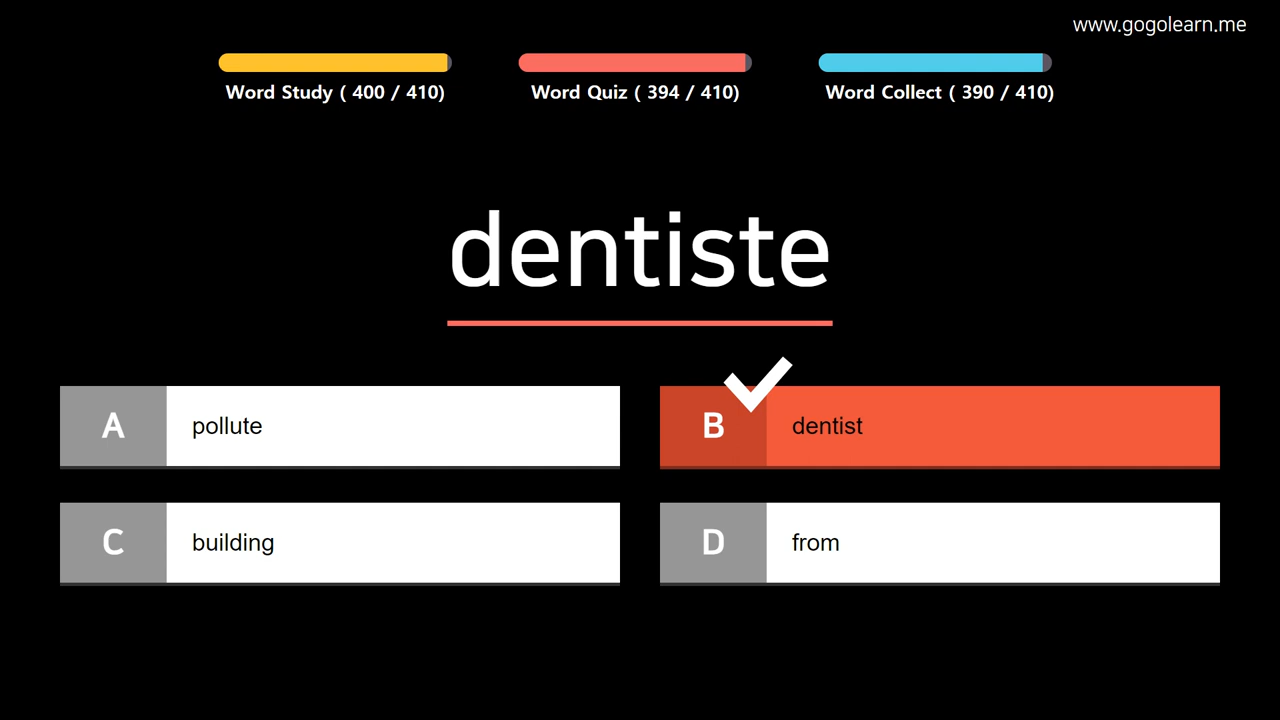 www.gogolearn.me
Word Study ( 400 / 410)
Word Quiz ( 394 / 410)
Word Collect ( 390 / 410)
dentiste
A pollute
B dentist
C building
D from